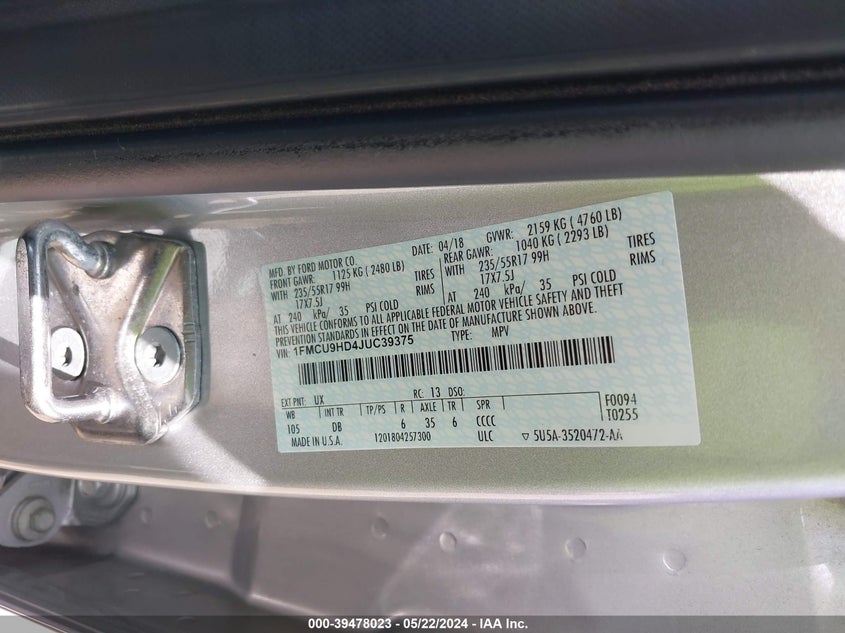 MFD. BY FORD MOTOR CO. DATE: 04/18 GVWR: 2159 KG ( 4760 LB)
FRONT GAWR: 1125 KG ( 2480 LB) REAR GAWR: 1040 KG ( 2293 LB)
WITH 235/55R17 99H TIRES WITH 235/55R17 99H TIRES
17X7.5J RIMS 17X7.5J RIMS
AT 240 kPa/ 35 PSI COLD AT 240 kPa/ 35 PSI COLD
THIS VEHICLE CONFORMS TO ALL APPLICABLE FEDERAL MOTOR VEHICLE SAFETY AND THEFT
PREVENTION STANDARDS IN EFFECT ON THE DATE OF MANUFACTURE SHOWN ABOVE.
VIN: 1FMCU9HD4JUC39375 TYPE: MPV
EXT PNT: UX RC: 13 DSO: F0094
WB INT TR TP/PS R AXLE TR SPR T0255
105 DB 6 35 6 CCCC
MADE IN U.S.A. 1201804257300 ULC ▽ 5U5A-3520472-AA
000-39478023 - 05/22/2024 - IAA Inc.